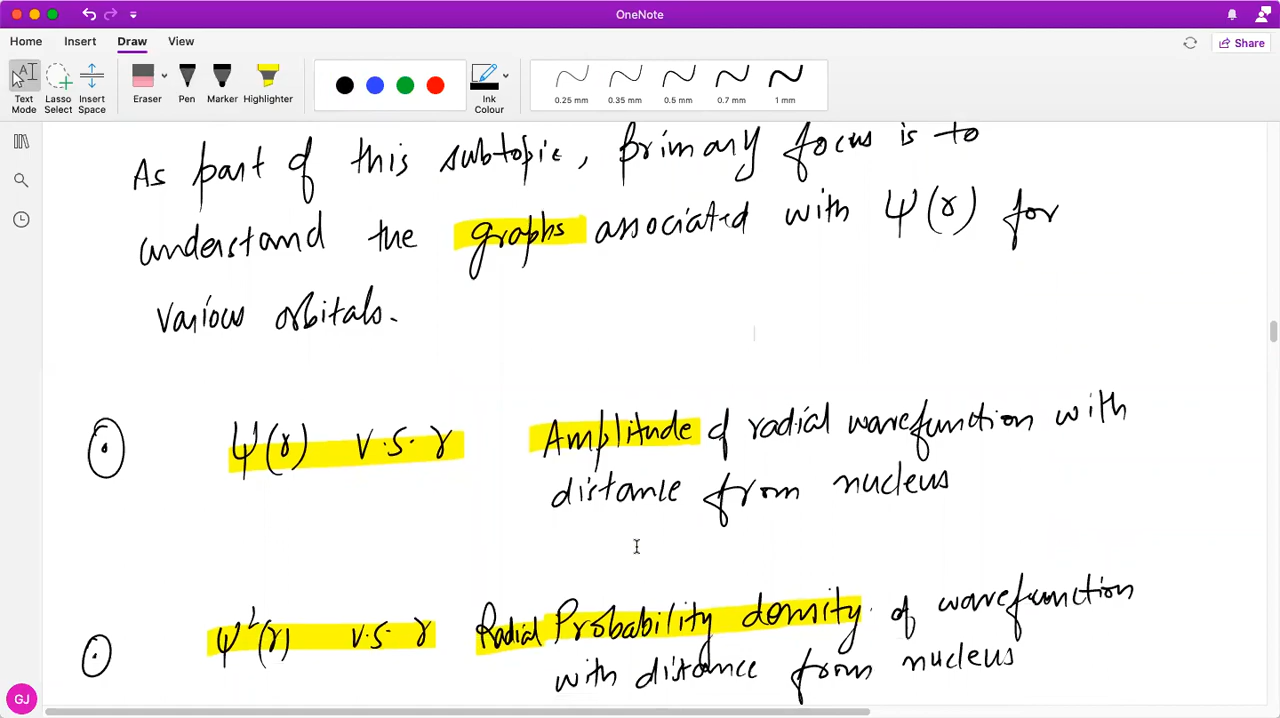 OneNote
Home Insert Draw View
Share
Text Mode
Lasso Select
Insert Space
Eraser
Pen
Marker
Highlighter
Ink Colour
0.25 mm
0.35 mm
0.5 mm
0.7 mm
1 mm
As part of this subtopic, primary focus is to
understand the graphs associated with ψ(r) for
various orbitals.
ψ(r) v.s. r Amplitude of radial wavefunction with
distance from nucleus
ψ²(r) v.s. r Radial Probability density of wavefunction
with distance from nucleus
GJ